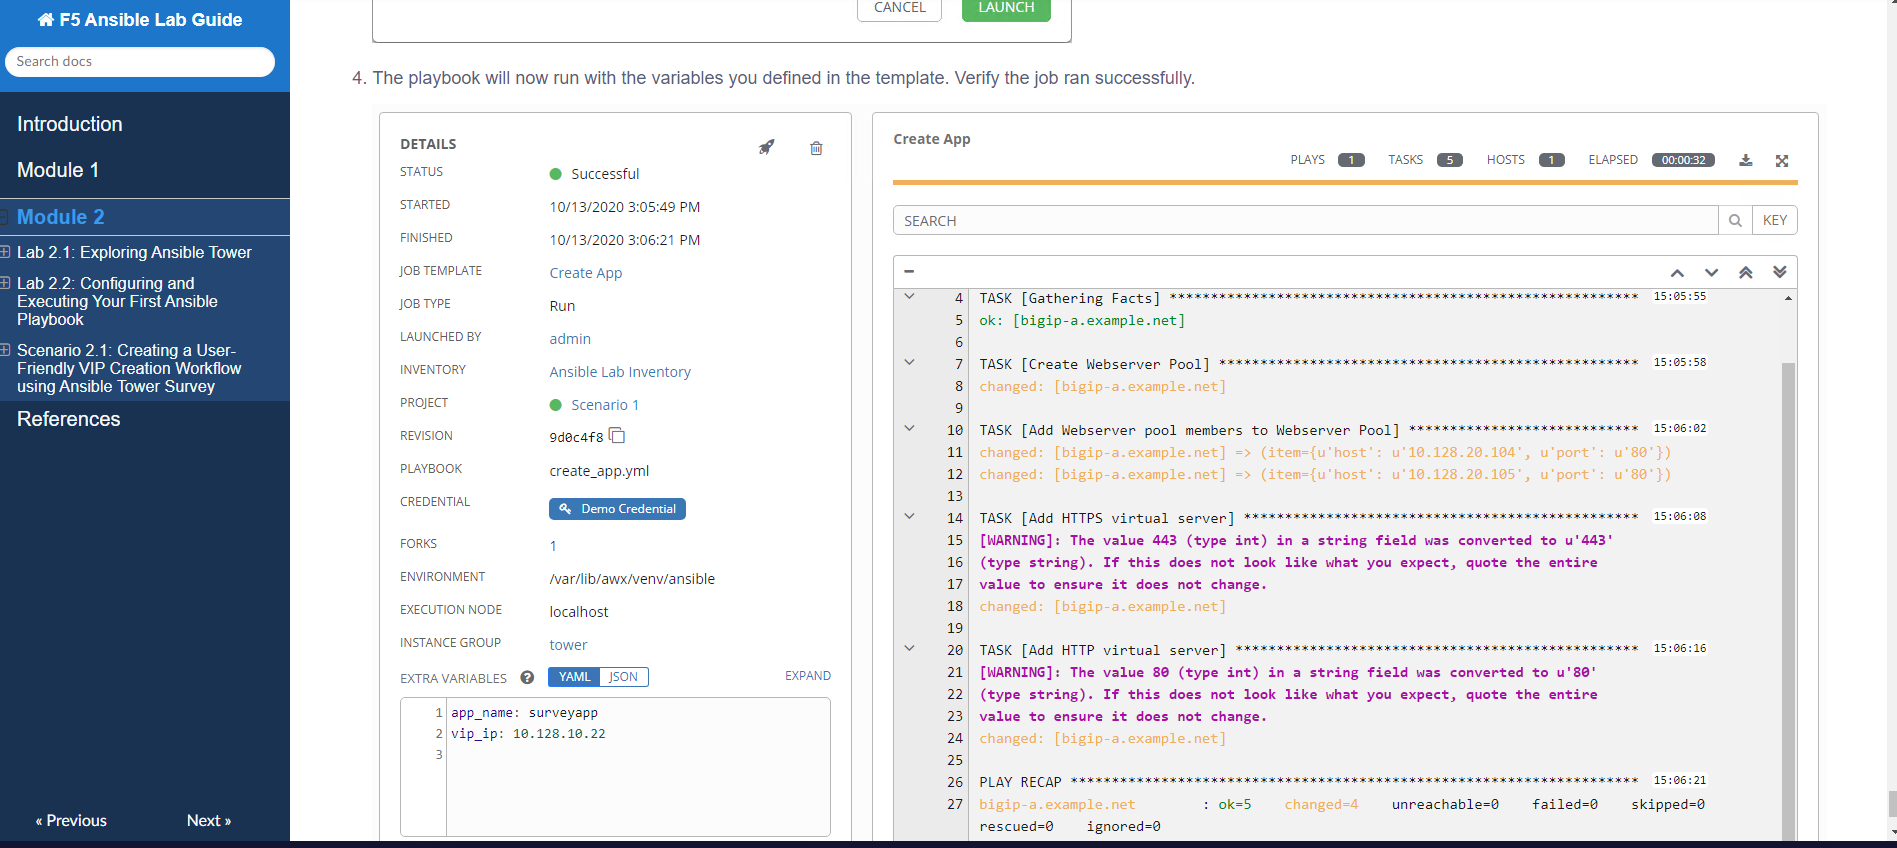 F5 Ansible Lab Guide
Search docs
Introduction
Module 1
Module 2
Lab 2.1: Exploring Ansible Tower
Lab 2.2: Configuring and
Executing Your First Ansible
Playbook
Scenario 2.1: Creating a User-
Friendly VIP Creation Workflow
using Ansible Tower Survey
References
« Previous
Next »
CANCEL
LAUNCH
4. The playbook will now run with the variables you defined in the template. Verify the job ran successfully.
DETAILS
STATUS Successful
STARTED 10/13/2020 3:05:49 PM
FINISHED 10/13/2020 3:06:21 PM
JOB TEMPLATE Create App
JOB TYPE Run
LAUNCHED BY admin
INVENTORY Ansible Lab Inventory
PROJECT Scenario 1
REVISION 9d0c4f8
PLAYBOOK create_app.yml
CREDENTIAL Demo Credential
FORKS 1
ENVIRONMENT /var/lib/awx/venv/ansible
EXECUTION NODE localhost
INSTANCE GROUP tower
EXTRA VARIABLES ? YAML JSON EXPAND
1 app_name: surveyapp
2 vip_ip: 10.128.10.22
3
Create App
PLAYS 1 TASKS 5 HOSTS 1 ELAPSED 00:00:32
SEARCH KEY
4 TASK [Gathering Facts] ********************************************************* 15:05:55
5 ok: [bigip-a.example.net]
6
7 TASK [Create Webserver Pool] *************************************************** 15:05:58
8 changed: [bigip-a.example.net]
9
10 TASK [Add Webserver pool members to Webserver Pool] **************************** 15:06:02
11 changed: [bigip-a.example.net] => (item={u'host': u'10.128.20.104', u'port': u'80'})
12 changed: [bigip-a.example.net] => (item={u'host': u'10.128.20.105', u'port': u'80'})
13
14 TASK [Add HTTPS virtual server] ************************************************ 15:06:08
15 [WARNING]: The value 443 (type int) in a string field was converted to u'443'
16 (type string). If this does not look like what you expect, quote the entire
17 value to ensure it does not change.
18 changed: [bigip-a.example.net]
19
20 TASK [Add HTTP virtual server] ************************************************* 15:06:16
21 [WARNING]: The value 80 (type int) in a string field was converted to u'80'
22 (type string). If this does not look like what you expect, quote the entire
23 value to ensure it does not change.
24 changed: [bigip-a.example.net]
25
26 PLAY RECAP ********************************************************************* 15:06:21
27 bigip-a.example.net : ok=5 changed=4 unreachable=0 failed=0 skipped=0
rescued=0 ignored=0